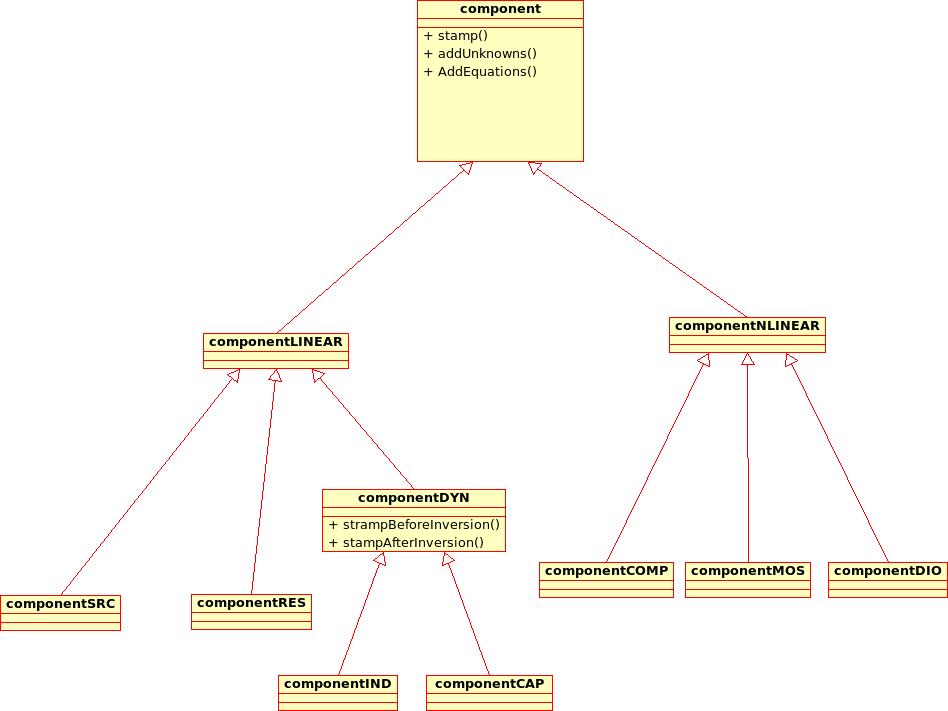 component
+ stamp()
+ addUnknowns()
+ AddEquations()
componentLINEAR
componentNLINEAR
componentDYN
+ strampBeforeInversion()
+ stampAfterInversion()
componentCOMP
componentMOS
componentDIO
componentSRC
componentRES
componentIND
componentCAP